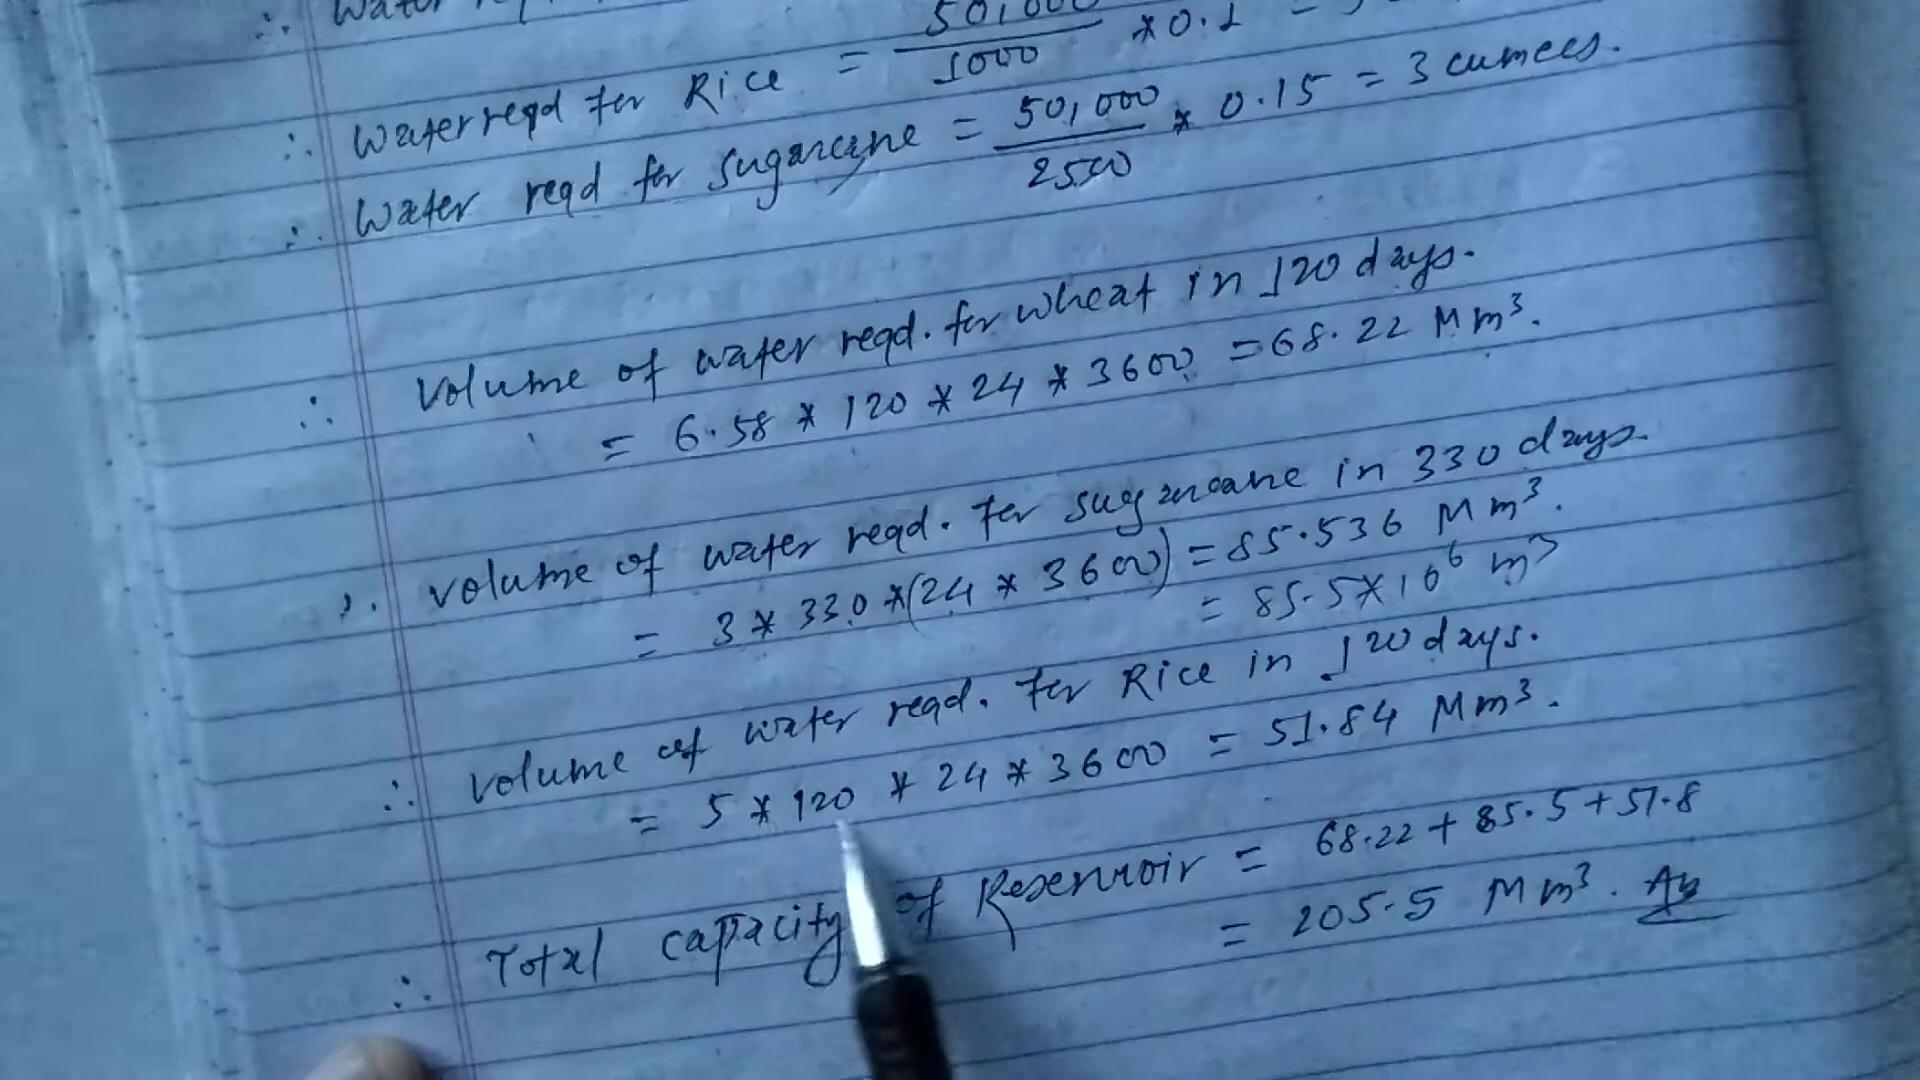 ∴ Water
∴ Water reqd for Rice = 50,000/1000 * 0.1 =
∴ Water reqd for sugarcane = 50,000/2500 * 0.15 = 3 cumecs.
∴ Volume of water reqd. for wheat in 120 days.
= 6.58 * 120 * 24 * 3600 = 68.22 Mm³.
∴ volume of water reqd. for sugarcane in 330 days.
= 3 * 330 * (24 * 3600) = 85.536 Mm³.
= 85.5 * 10⁶ m³
∴ volume of water reqd. for Rice in 120 days.
= 5 * 120 * 24 * 3600 = 51.84 Mm³.
∴ Total capacity of Reservoir = 68.22 + 85.5 + 51.8
= 205.5 Mm³. Ans